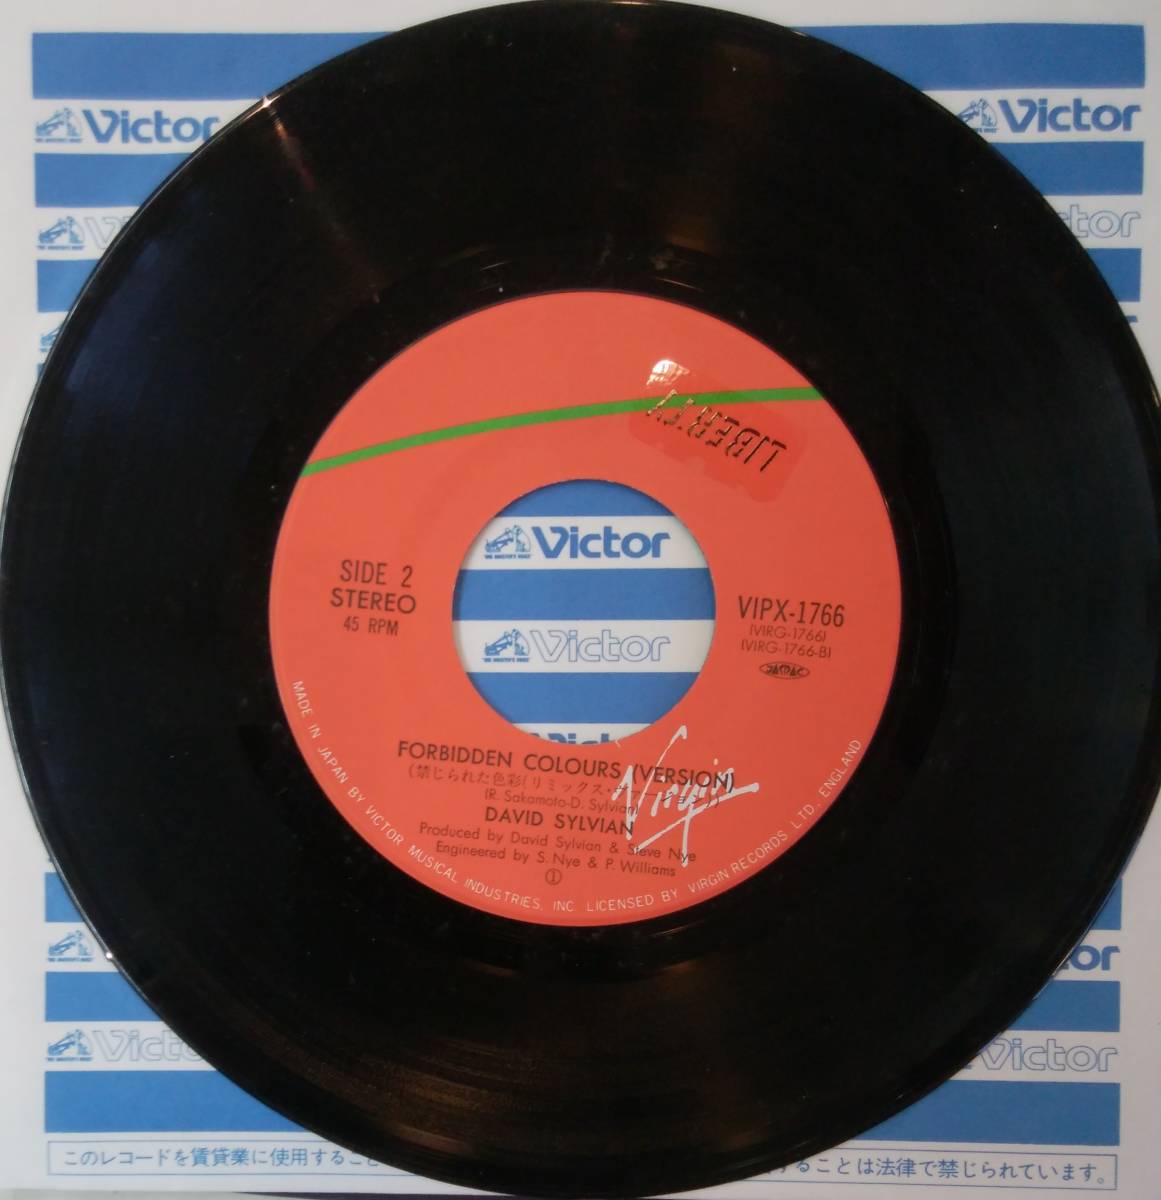 Victor
Victor
LIBERTY
Victor
Victor
SIDE 2
STEREO
45 RPM
VIPX-1766
(VIRG-1766)
(VIRG-1766-B)
JASRAC
FORBIDDEN COLOURS (VERSION)
(禁じられた色彩(リミックス・
(R. Sakamoto-D. Sylvian)
DAVID SYLVIAN
Virgin
Produced by David Sylvian & Steve Nye
Engineered by S. Nye & P. Williams
①
MADE IN JAPAN BY VICTOR MUSICAL INDUSTRIES, INC. LICENSED BY VIRGIN RECORDS LTD. ENGLAND
Victor
このレコードを賃貸業に使用すること
することは法律で禁じられています。